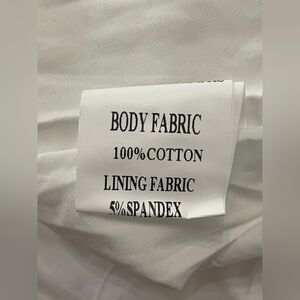 BODY FABRIC
100%COTTON
LINING FABRIC
5%SPANDEX